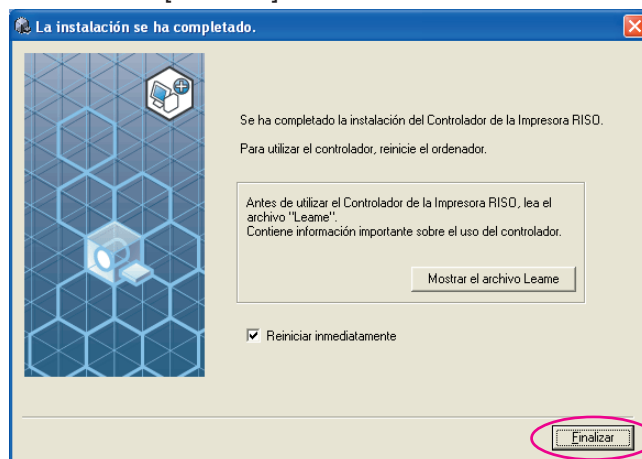 La instalación se ha completado.
Se ha completado la instalación del Controlador de la Impresora RISO.
Para utilizar el controlador, reinicie el ordenador.
Antes de utilizar el Controlador de la Impresora RISO, lea el
archivo "Leame".
Contiene información importante sobre el uso del controlador.
Mostrar el archivo Leame
Reiniciar inmediatamente
Finalizar